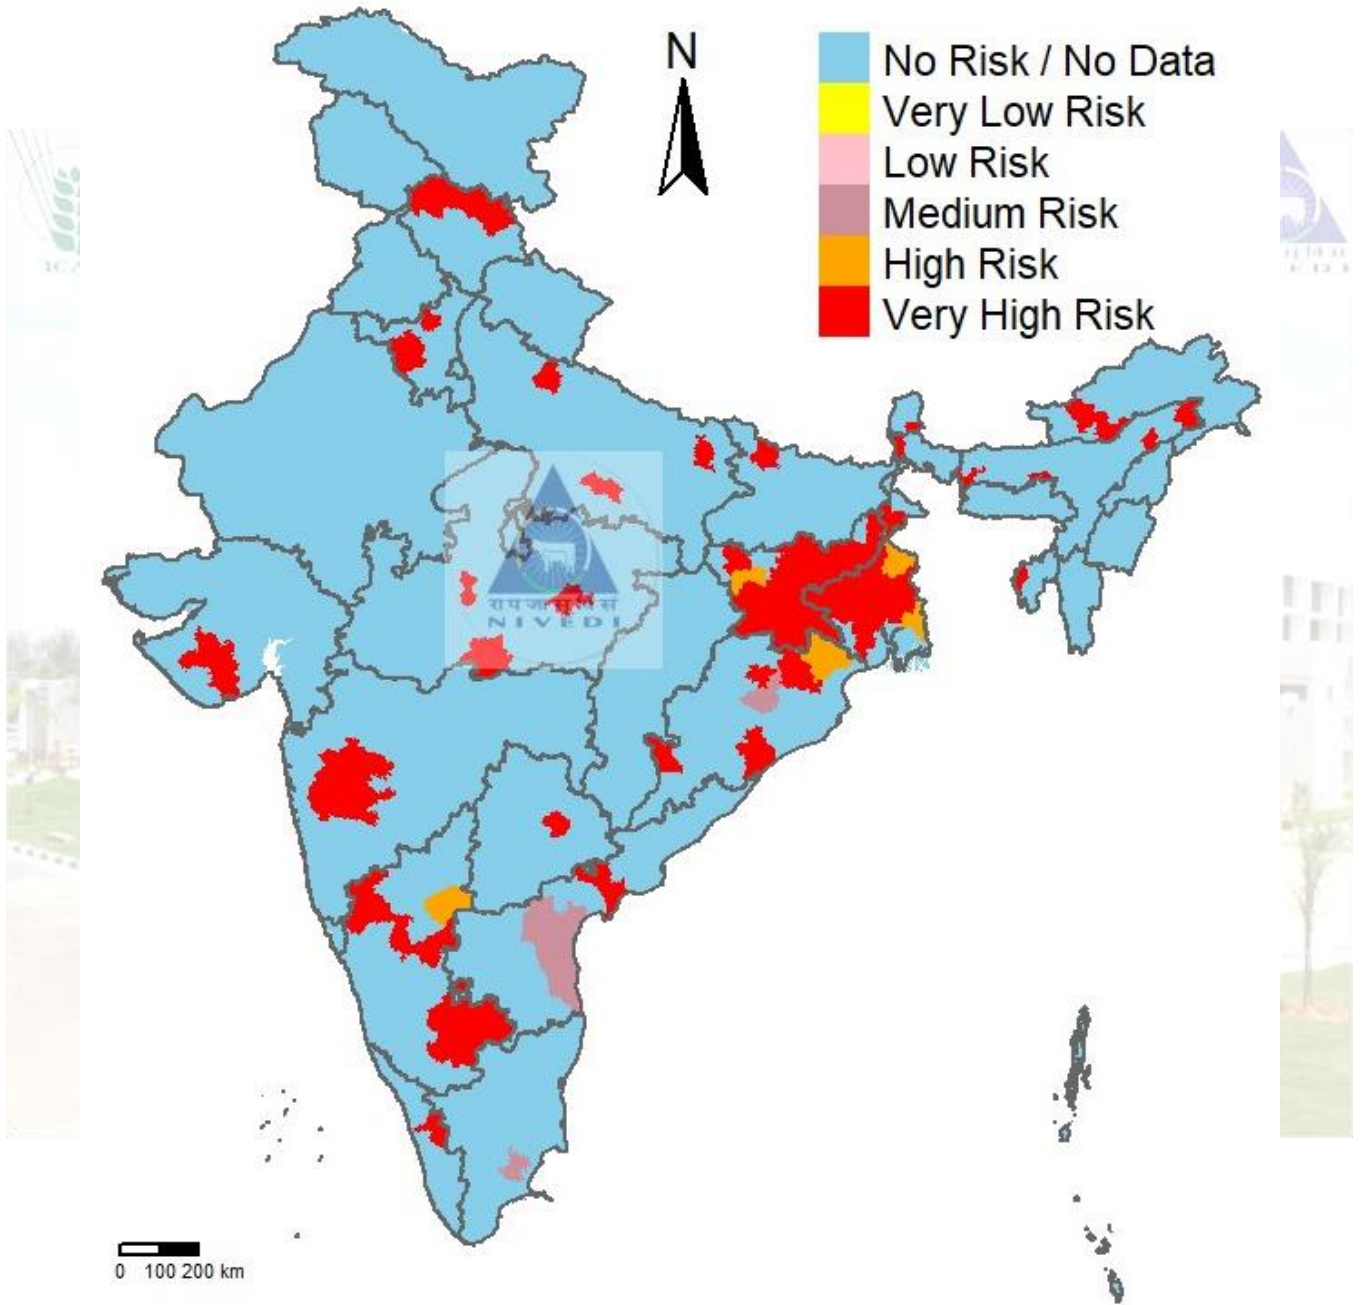 N
No Risk / No Data
Very Low Risk
Low Risk
Medium Risk
High Risk
Very High Risk
NIVEDI
0 100 200 km